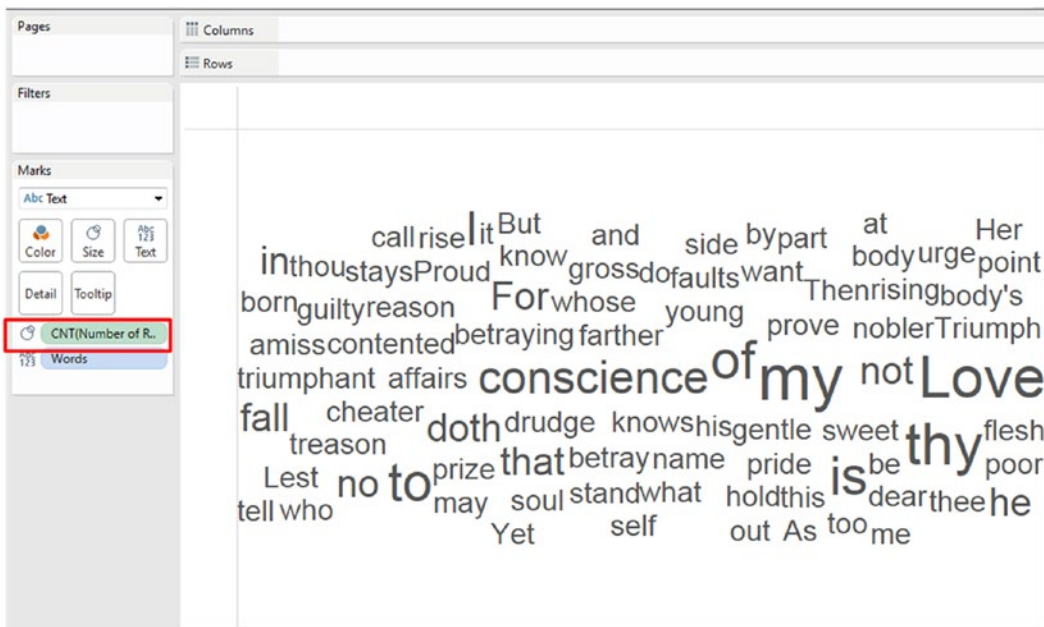 Pages
Columns
Rows
Filters
Marks
Abc Text
Color
Size
Abc
123
Text
Detail
Tooltip
CNT(Number of R..
Abc
123
Words
call rise I it But and side by part at Her
in thou stays Proud know gross do faults want body urge point
born guilty reason For whose young Then rising body's
amiss contented betraying farther prove nobler Triumph
triumphant affairs conscience of my not Love
fall cheater doth drudge knows his gentle sweet thy flesh
treason
Lest no to prize that betray name pride is be poor
tell who may soul stand what hold this dear thee he
Yet self out As too me